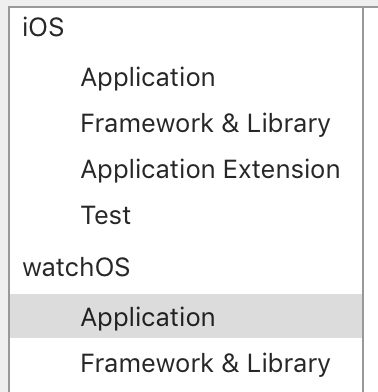 iOS
Application
Framework & Library
Application Extension
Test
watchOS
Application
Framework & Library